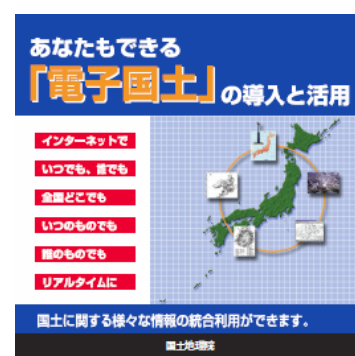 あなたもできる
「電子国土」の導入と活用
インターネットで
いつでも、誰でも
全国どこでも
いつのものでも
誰のものでも
リアルタイムに
国土に関する様々な情報の統合利用ができます。
国土地理院